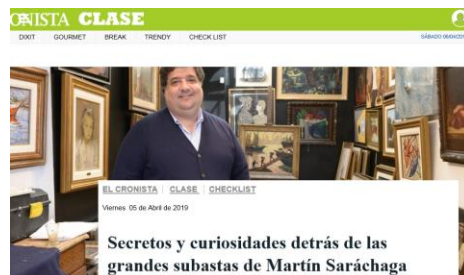 ONISTA CLASE
DIXIT GOURMET BREAK TRENDY CHECK LIST
EL CRONISTA | CLASE | CHECKLIST
Viernes 05 de Abril de 2019
Secretos y curiosidades detrás de las
grandes subastas de Martín Saráchaga